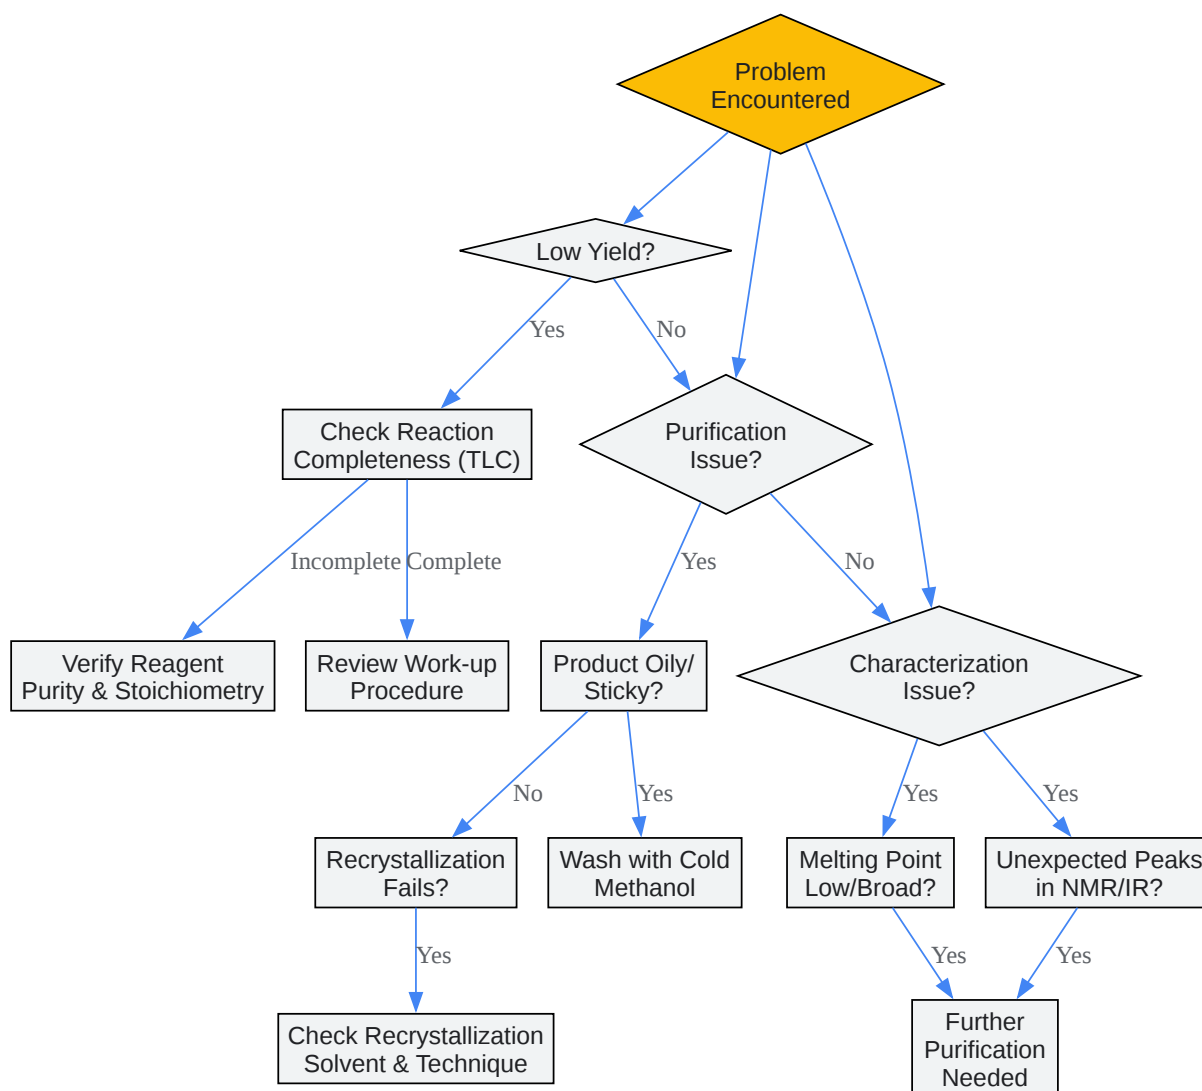 Problem
Encountered
Low Yield?
Yes
No
Check Reaction
Completeness (TLC)
Purification
Issue?
Incomplete
Complete
Yes
No
Verify Reagent
Purity & Stoichiometry
Review Work-up
Procedure
Product Oily/
Sticky?
Characterization
Issue?
No
Yes
Yes
Yes
Recrystallization
Fails?
Wash with Cold
Methanol
Melting Point
Low/Broad?
Unexpected Peaks
in NMR/IR?
Yes
Yes
Yes
Check Recrystallization
Solvent & Technique
Further
Purification
Needed